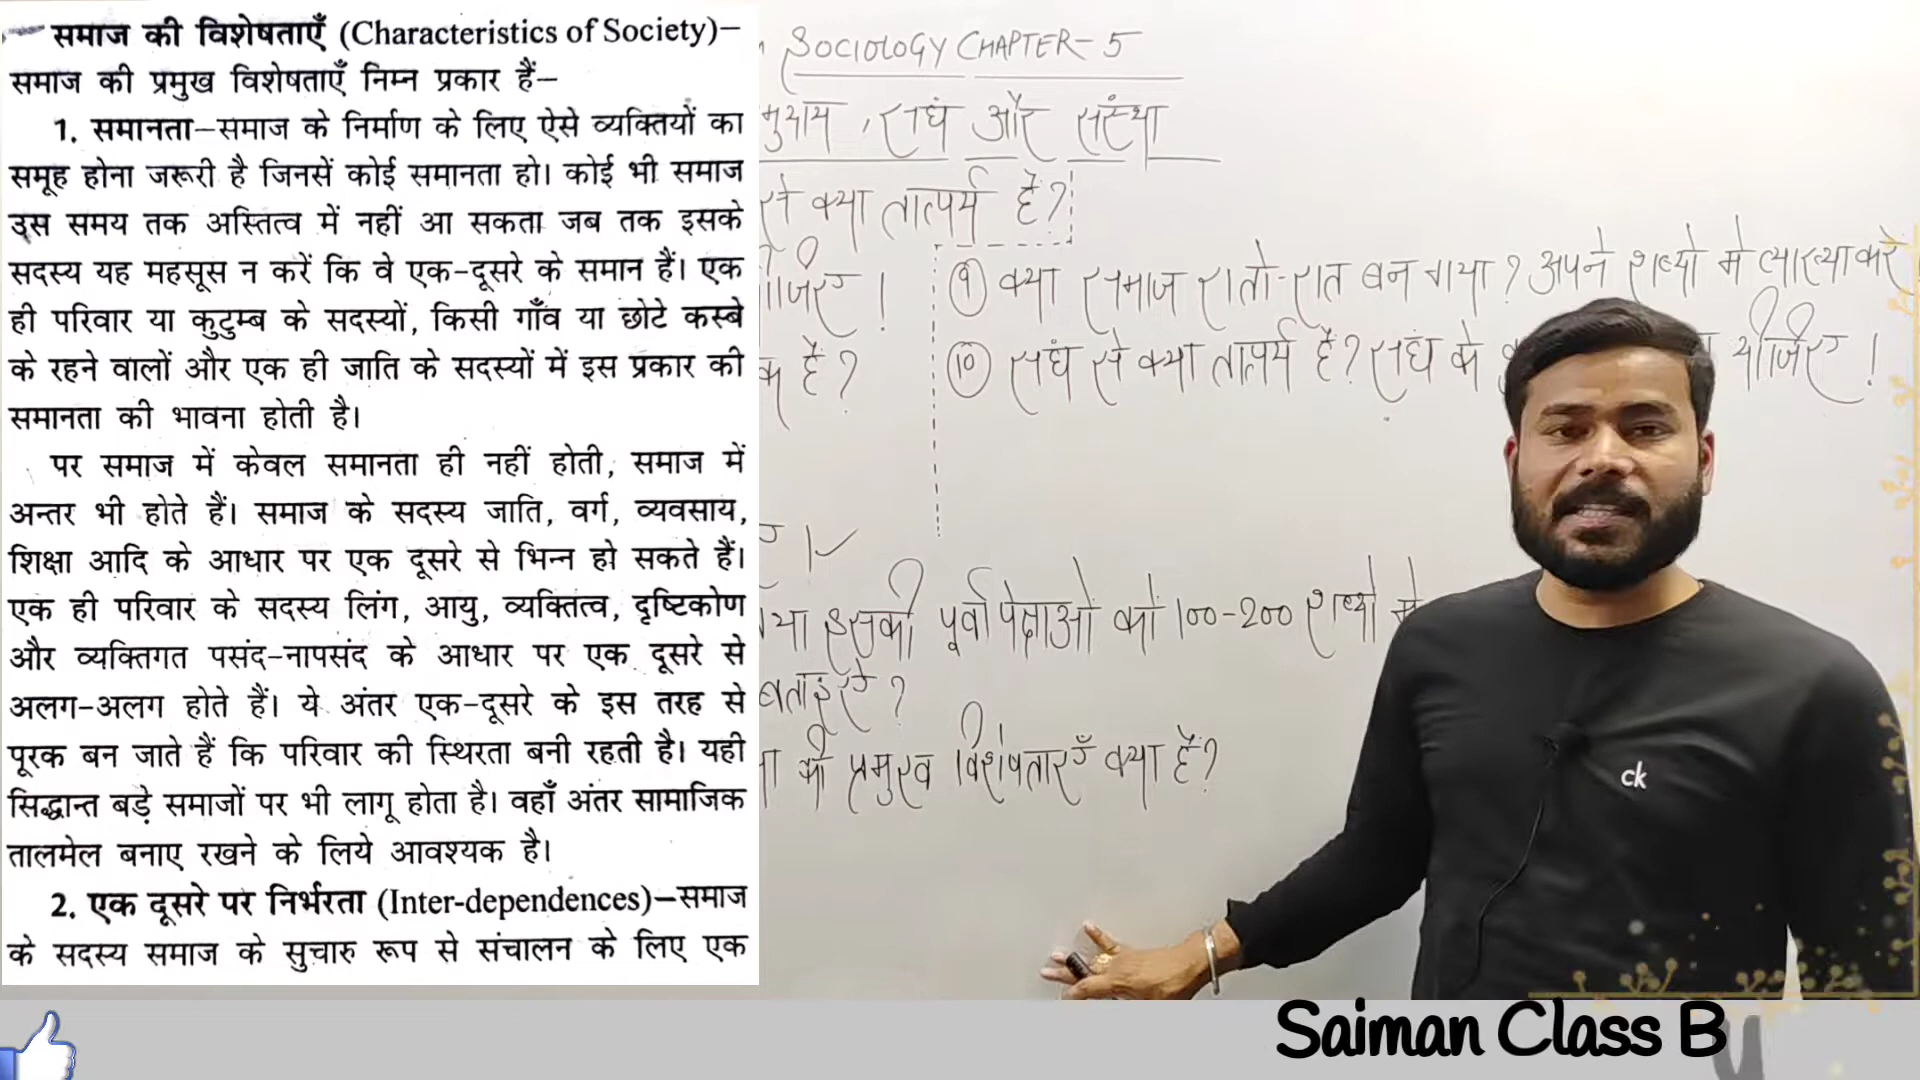 समाज की विशेषताएँ (Characteristics of Society)–
समाज की प्रमुख विशेषताएँ निम्न प्रकार हैं–
1. समानता–समाज के निर्माण के लिए ऐसे व्यक्तियों का
समूह होना जरूरी है जिनसें कोई समानता हो। कोई भी समाज
उस समय तक अस्तित्व में नहीं आ सकता जब तक इसके
सदस्य यह महसूस न करें कि वे एक-दूसरे के समान हैं। एक
ही परिवार या कुटुम्ब के सदस्यों, किसी गाँव या छोटे कस्बे
के रहने वालों और एक ही जाति के सदस्यों में इस प्रकार की
समानता की भावना होती है।
पर समाज में केवल समानता ही नहीं होती, समाज में
अन्तर भी होते हैं। समाज के सदस्य जाति, वर्ग, व्यवसाय,
शिक्षा आदि के आधार पर एक दूसरे से भिन्न हो सकते हैं।
एक ही परिवार के सदस्य लिंग, आयु, व्यक्तित्व, दृष्टिकोण
और व्यक्तिगत पसंद-नापसंद के आधार पर एक दूसरे से
अलग-अलग होते हैं। ये अंतर एक-दूसरे के इस तरह से
पूरक बन जाते हैं कि परिवार की स्थिरता बनी रहती है। यही
सिद्धान्त बड़े समाजों पर भी लागू होता है। वहाँ अंतर सामाजिक
तालमेल बनाए रखने के लिये आवश्यक है।
2. एक दूसरे पर निर्भरता (Inter-dependences)–समाज
के सदस्य समाज के सुचारु रूप से संचालन के लिए एक
SOCIOLOGY CHAPTER-5
, संघ और संस्था
से क्या तात्पर्य है?
९ क्या समाज रातो-रात बन गया? अपने शब्दो मे व्याख्या करे
है?
१० संघ से क्या तात्पर्य है? संघ के दीजिए!
इसकी पूर्वापेक्षाओं को 100-200 शब्दो मे
बताइए?
की प्रमुख विशेषताएँ क्या है?
ck
Saiman Class B